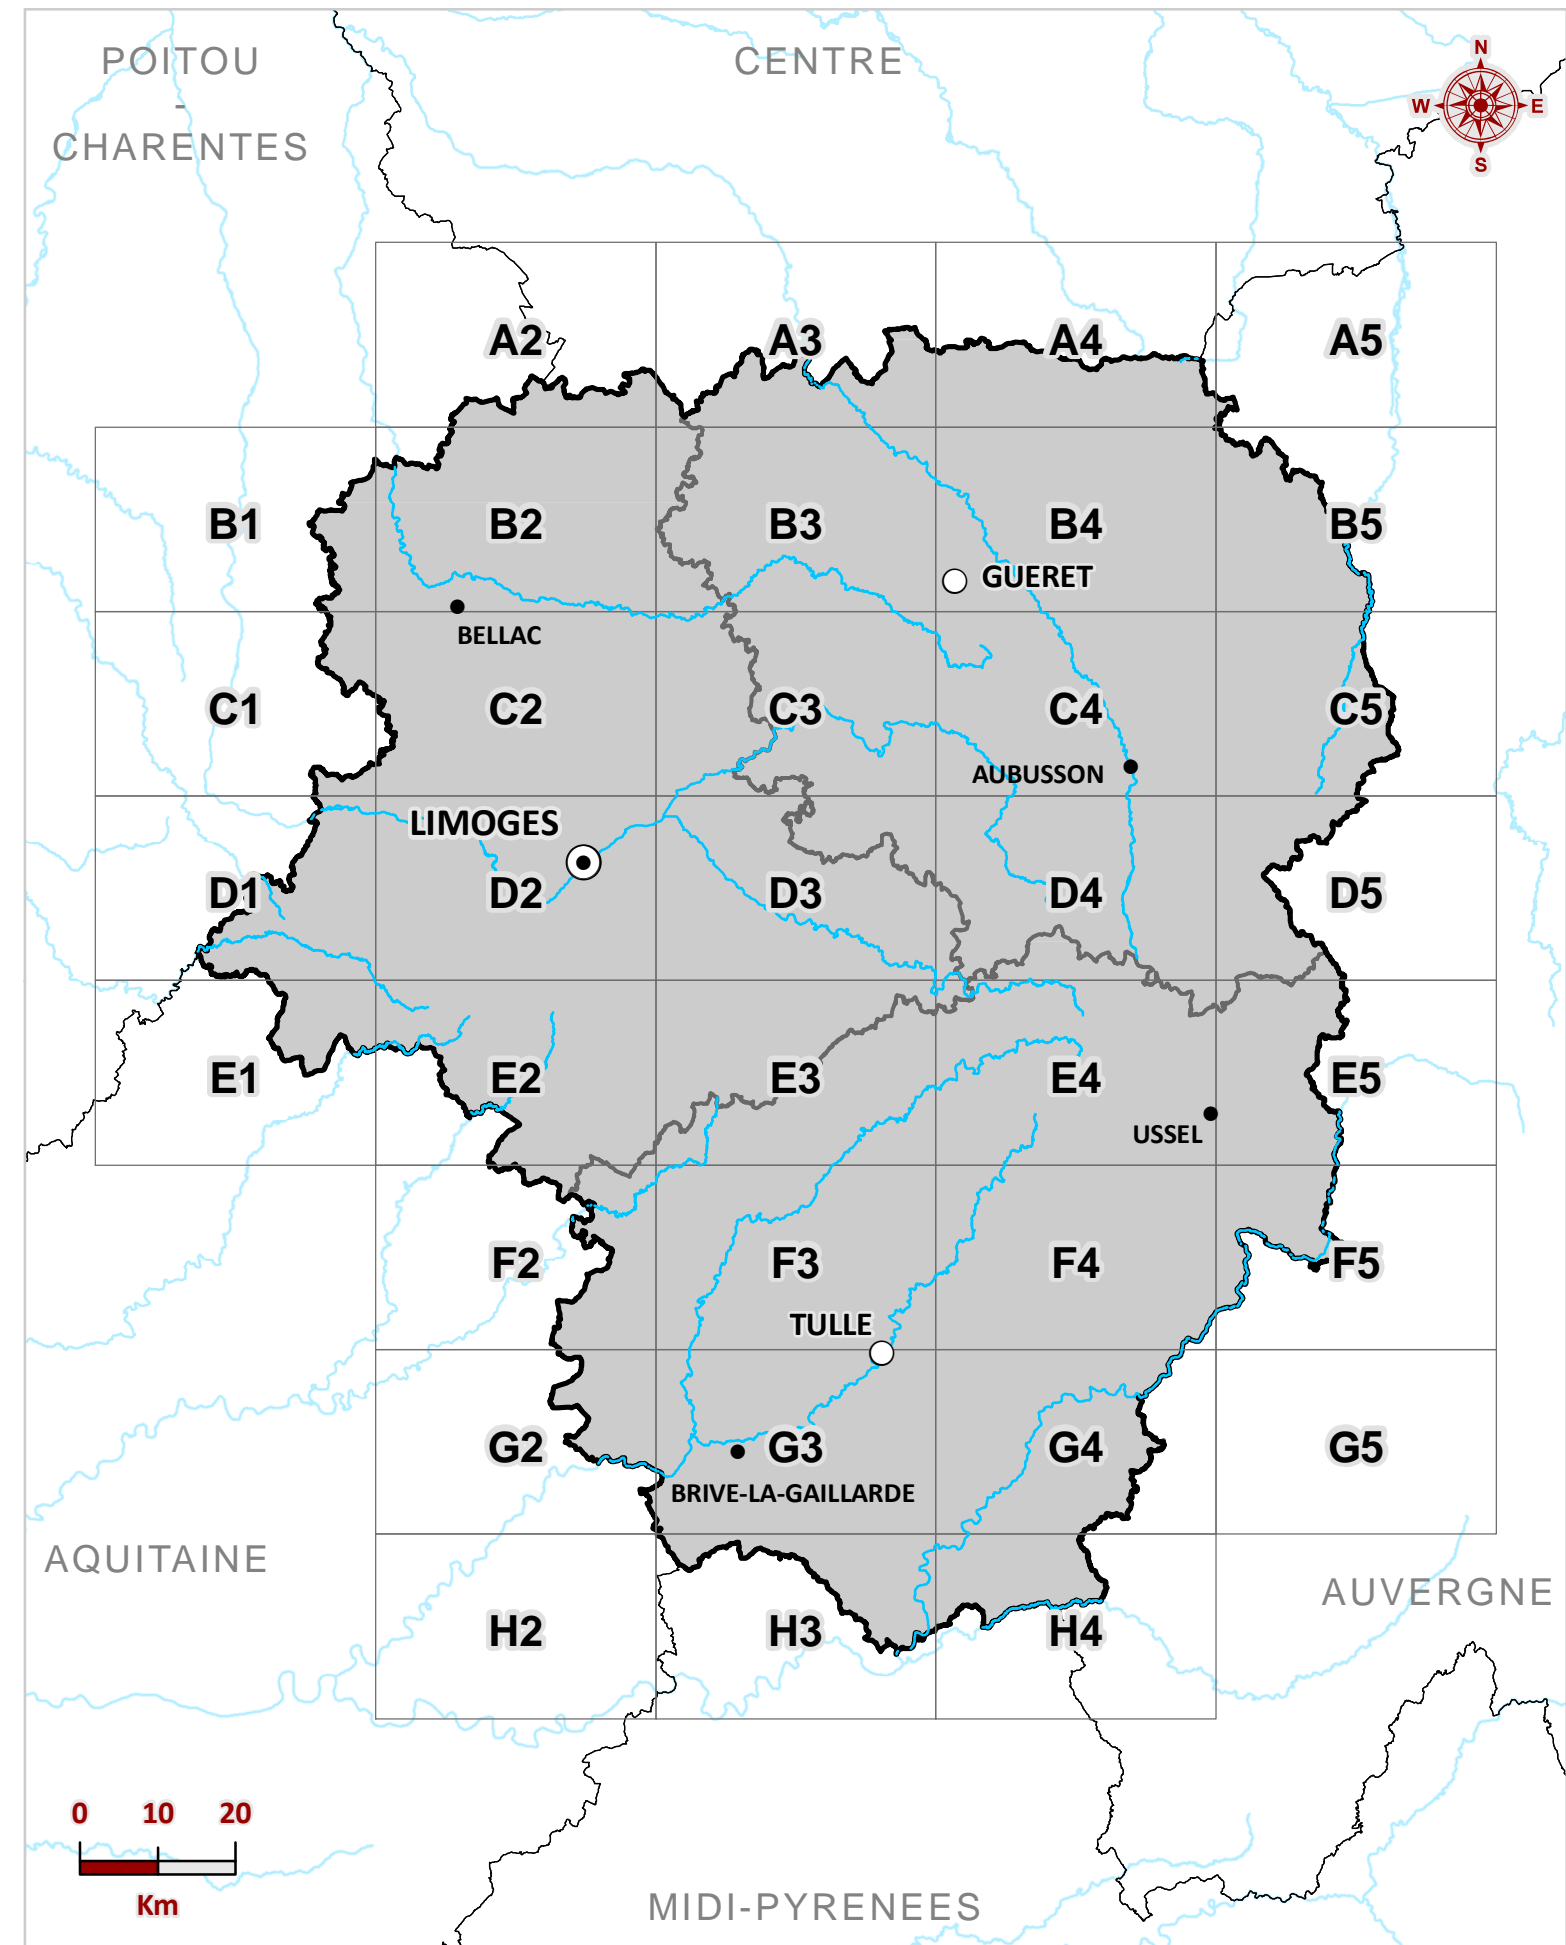 POITOU
-
CHARENTES
CENTRE
N
W
E
S
A2
A3
A4
A5
B1
B2
B3
B4
B5
GUERET
BELLAC
C1
C2
C3
C4
C5
AUBUSSON
LIMOGES
D1
D2
D3
D4
D5
E1
E2
E3
E4
E5
USSEL
F2
F3
F4
F5
TULLE
G2
G3
G4
G5
BRIVE-LA-GAILLARDE
AQUITAINE
AUVERGNE
H2
H3
H4
0 10 20
Km
MIDI-PYRENEES